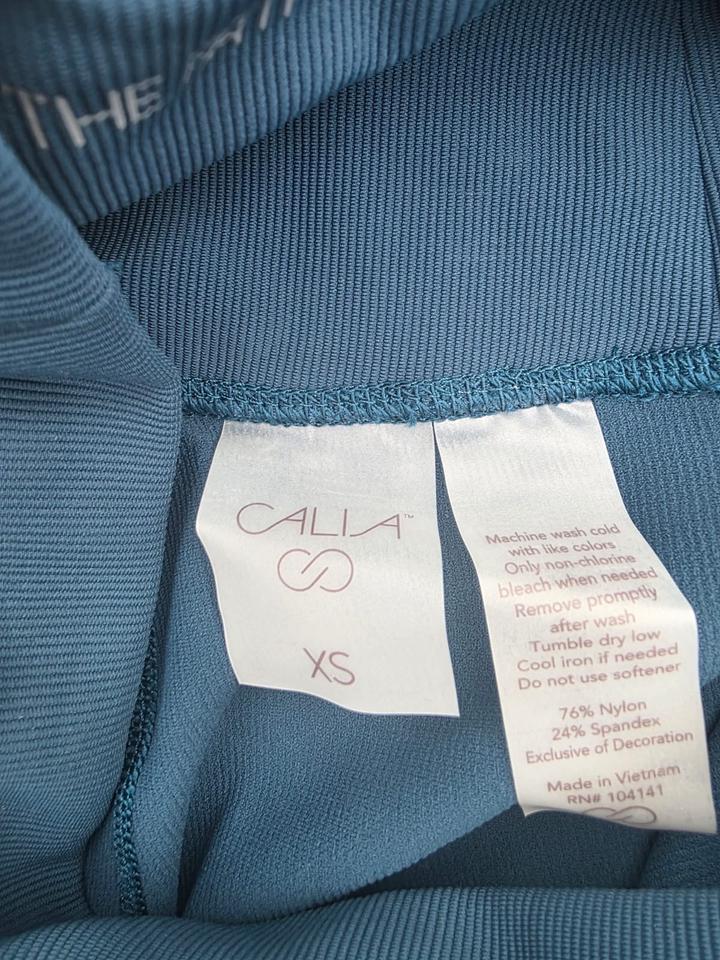 THE
CALIA™
XS
Machine wash cold
with like colors
Only non-chlorine
bleach when needed
Remove promptly
after wash
Tumble dry low
Cool iron if needed
Do not use softener
76% Nylon
24% Spandex
Exclusive of Decoration
Made in Vietnam
RN# 104141